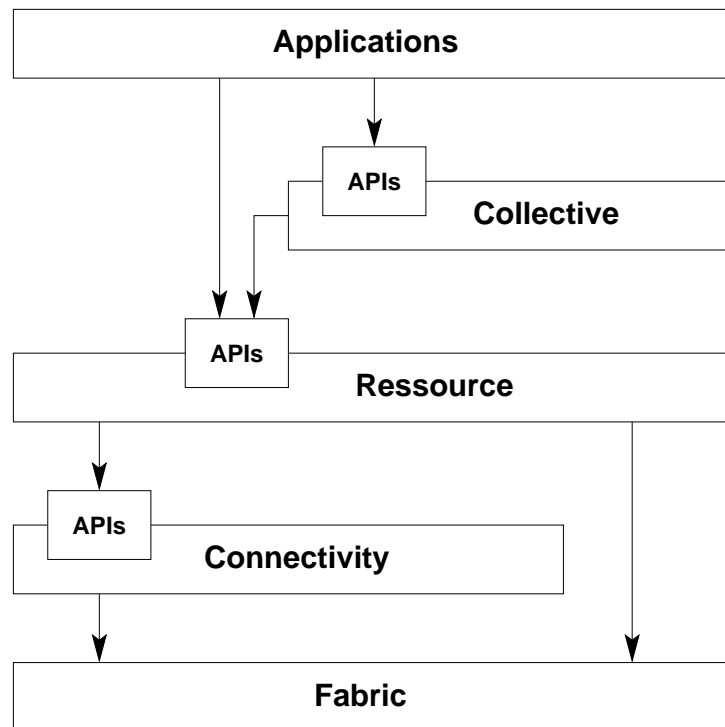 Applications
APIs
Collective
APIs
Ressource
APIs
Connectivity
Fabric